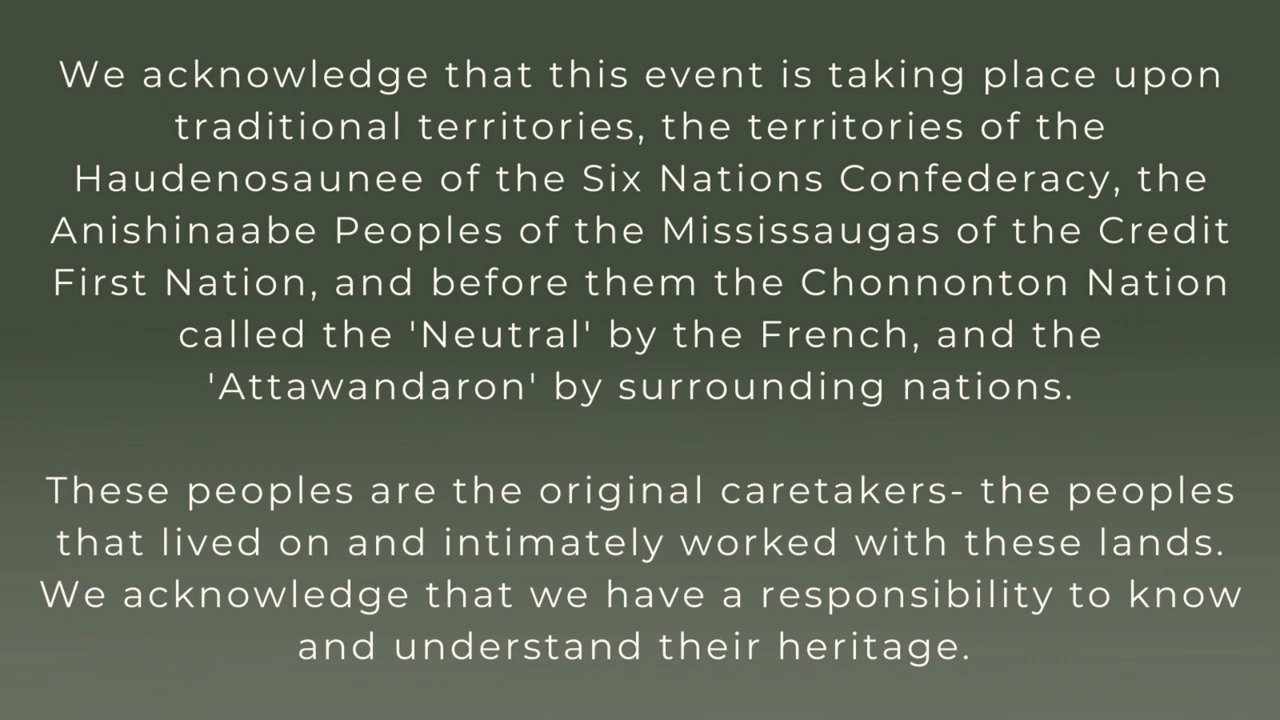 We acknowledge that this event is taking place upon
traditional territories, the territories of the
Haudenosaunee of the Six Nations Confederacy, the
Anishinaabe Peoples of the Mississaugas of the Credit
First Nation, and before them the Chonnonton Nation
called the 'Neutral' by the French, and the
'Attawandaron' by surrounding nations.
These peoples are the original caretakers- the peoples
that lived on and intimately worked with these lands.
We acknowledge that we have a responsibility to know
and understand their heritage.